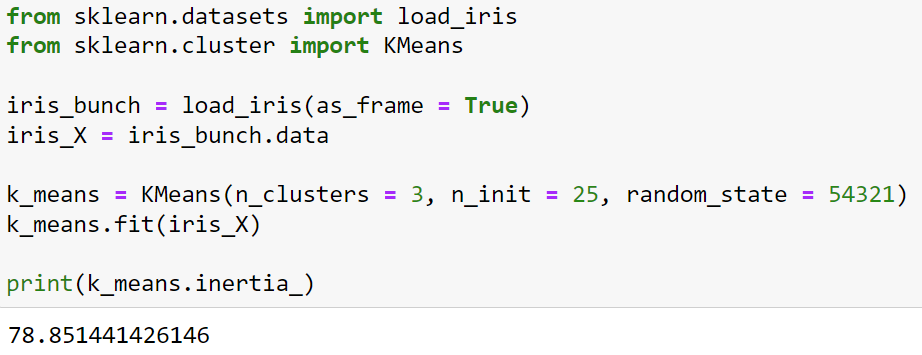 from sklearn.datasets import load_iris
from sklearn.cluster import KMeans
iris_bunch = load_iris(as_frame = True)
iris_X = iris_bunch.data
k_means = KMeans(n_clusters = 3, n_init = 25, random_state = 54321)
k_means.fit(iris_X)
print(k_means.inertia_)
78.851441426146